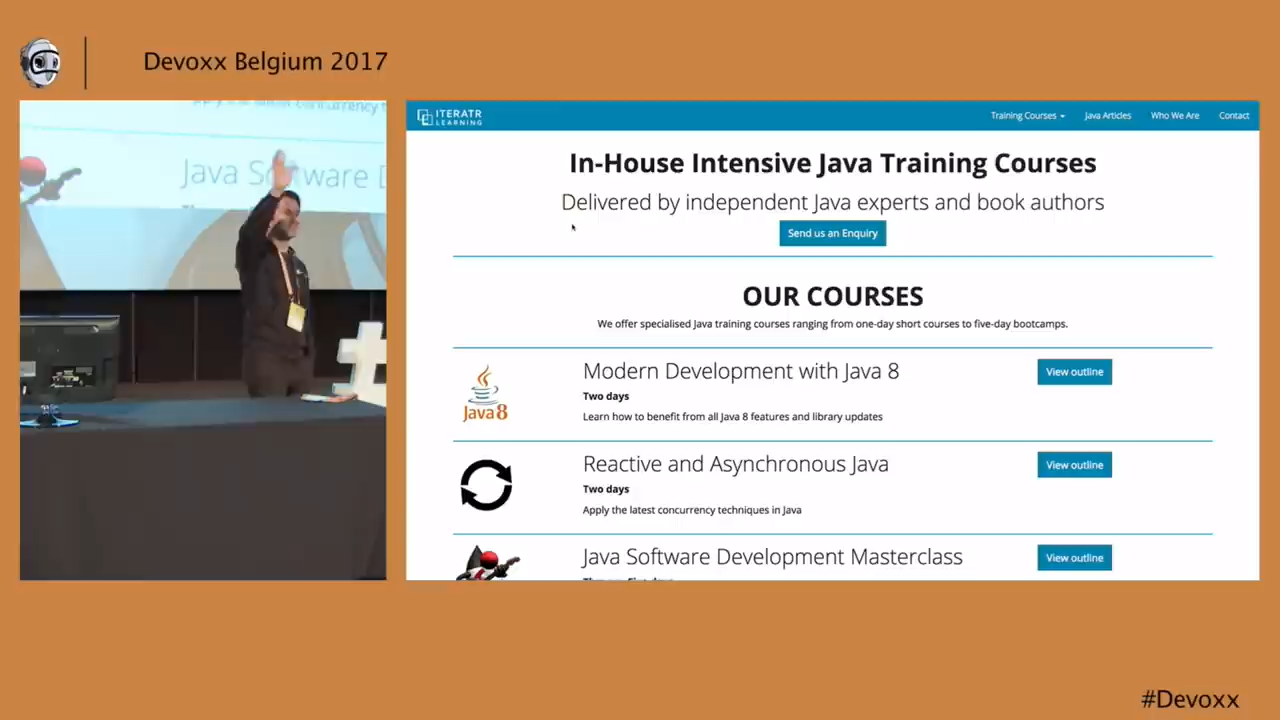 Devoxx Belgium 2017
Java Software D
ITERATR
LEARNING
Training Courses
Java Articles
Who We Are
Contact
In-House Intensive Java Training Courses
Delivered by independent Java experts and book authors
Send us an Enquiry
OUR COURSES
We offer specialised Java training courses ranging from one-day short courses to five-day bootcamps.
Java 8
Modern Development with Java 8
Two days
Learn how to benefit from all Java 8 features and library updates
View outline
Reactive and Asynchronous Java
Two days
Apply the latest concurrency techniques in Java
View outline
Java Software Development Masterclass
View outline
#Devoxx